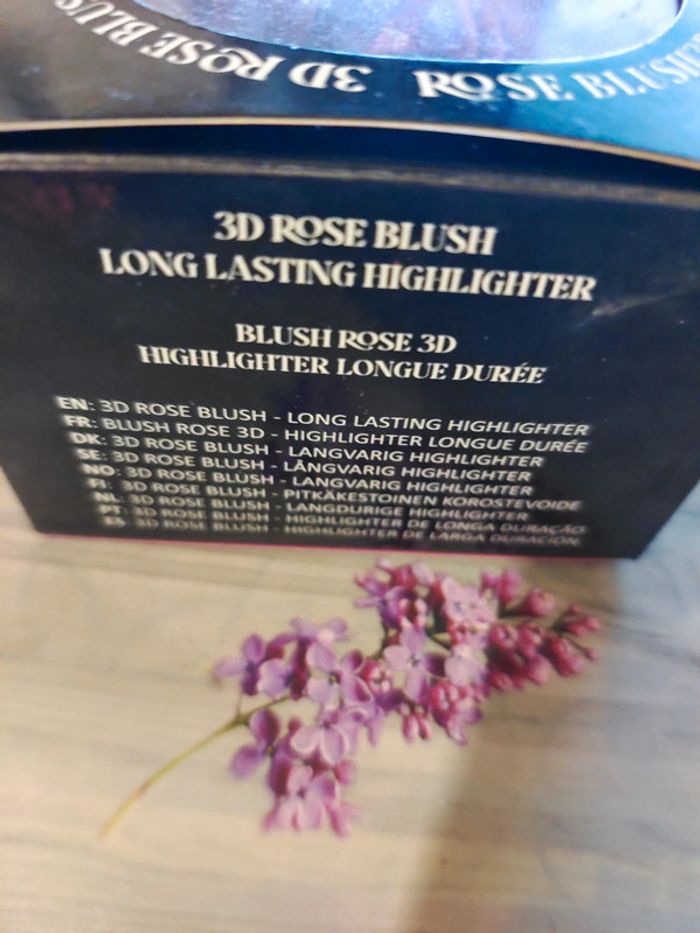 3D ROSE BLUS
ROSE BLUSH
3D ROSE BLUSH
LONG LASTING HIGHLIGHTER
BLUSH ROSE 3D
HIGHLIGHTER LONGUE DURÉE
EN: 3D ROSE BLUSH - LONG LASTING HIGHLIGHTER
FR: BLUSH ROSE 3D - HIGHLIGHTER LONGUE DURÉE
DK: 3D ROSE BLUSH - LANGVARIG HIGHLIGHTER
SE: 3D ROSE BLUSH - LÅNGVARIG HIGHLIGHTER
NO: 3D ROSE BLUSH - LANGVARIG HIGHLIGHTER
FI: 3D ROSE BLUSH - PITKÄKESTOINEN KOROSTEVOIDE
NL: 3D ROSE BLUSH - LANGDURIGE HIGHLIGHTER
PT: 3D ROSE BLUSH - HIGHLIGHTER DE LONGA DURAÇÃO
ES: 3D ROSE BLUSH - HIGHLIGHTER DE LARGA DURACIÓN